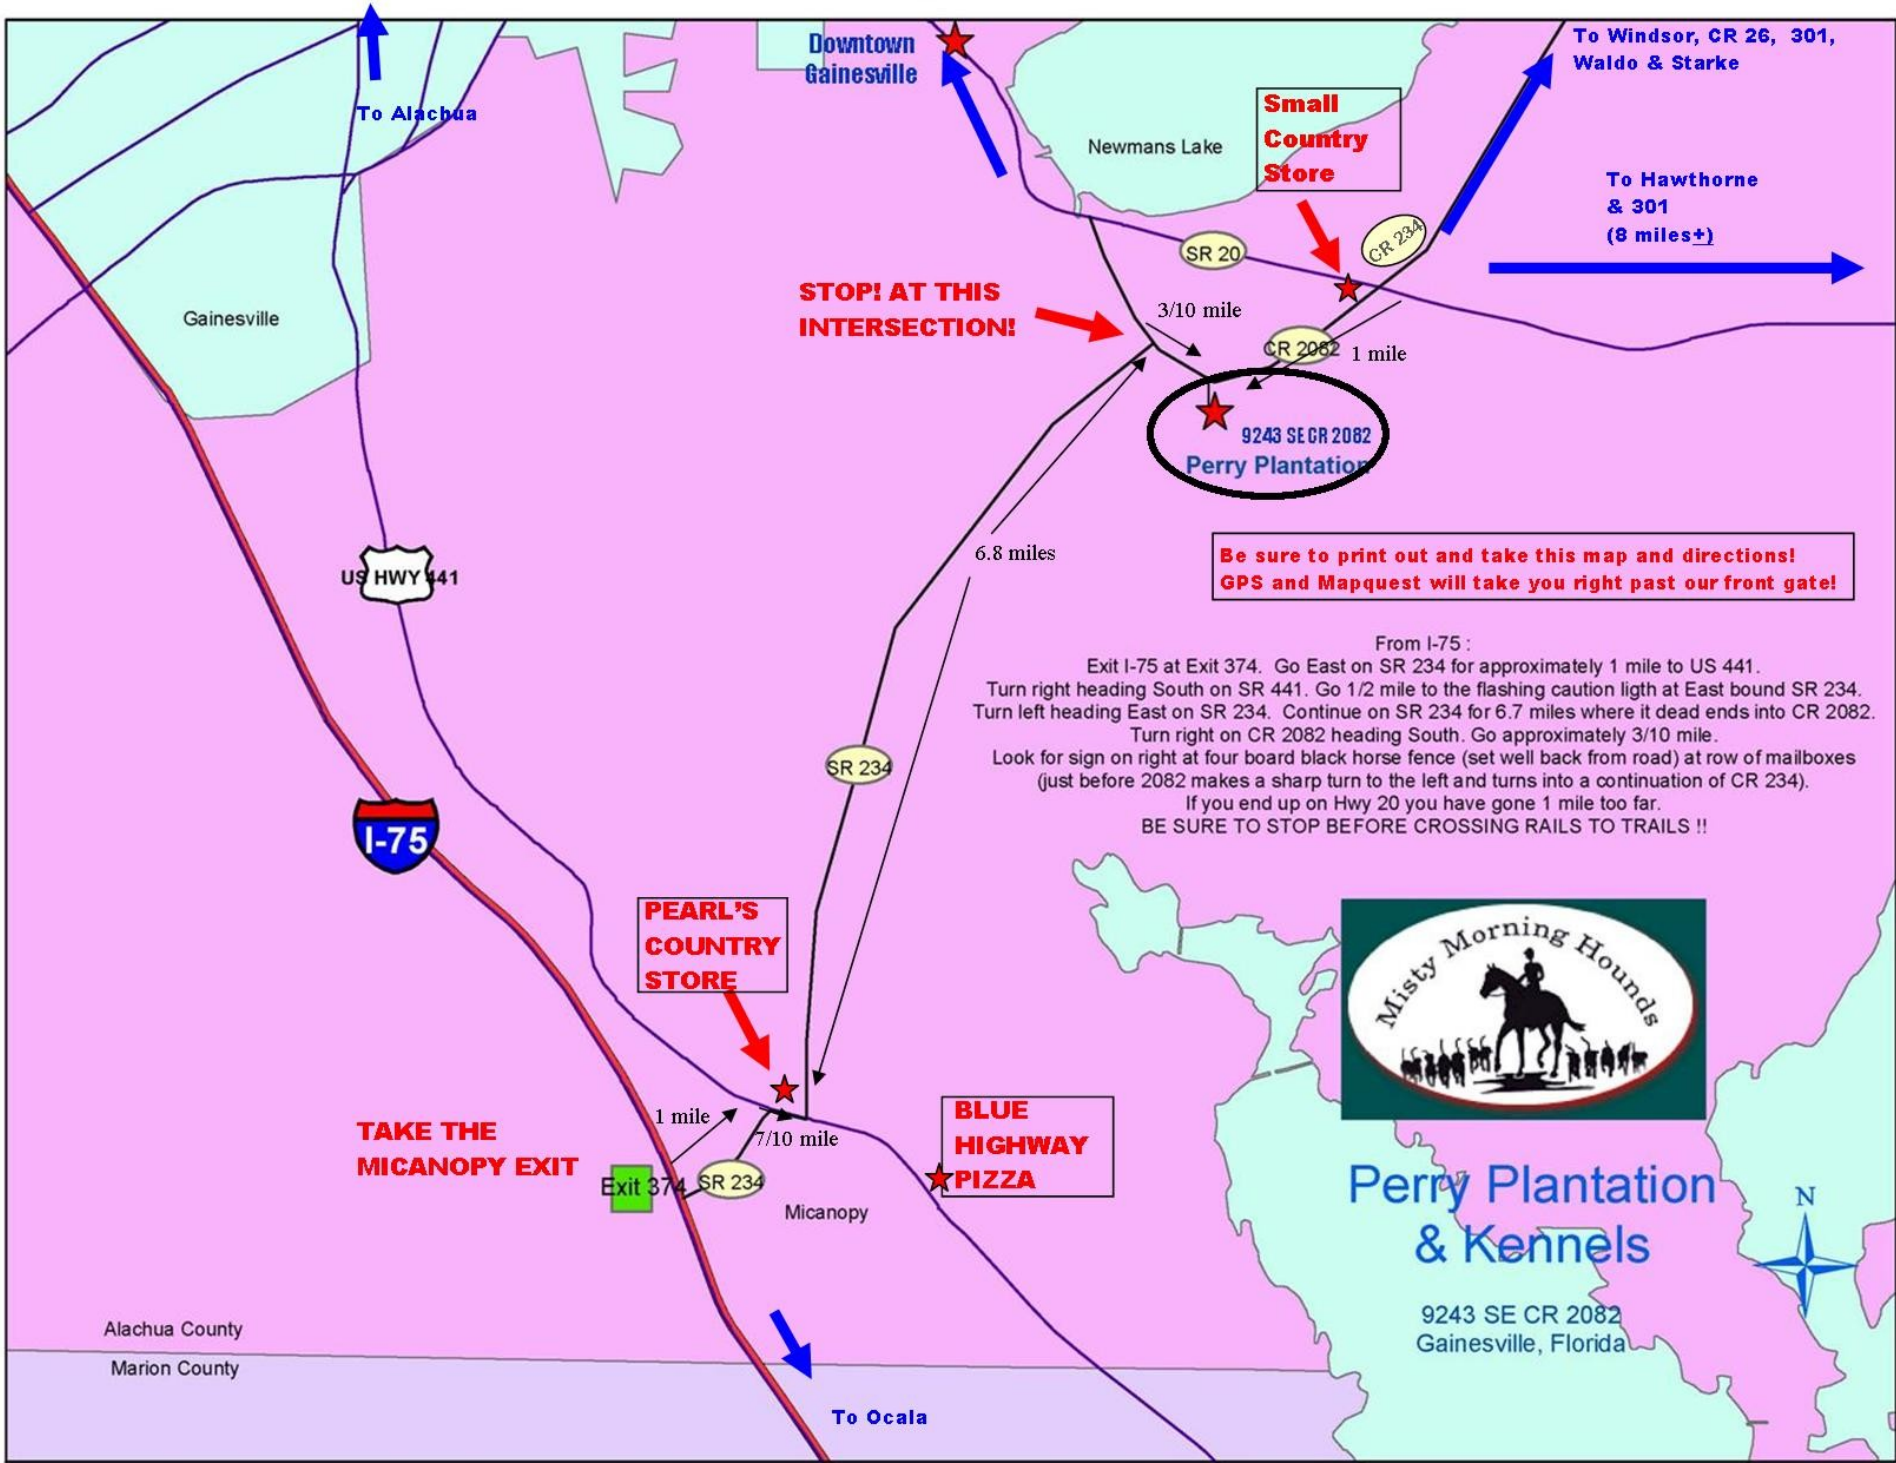 Downtown
Gainesville
To Windsor, CR 26, 301,
Waldo & Starke
To Alachua
Small
Country
Store
Newmans Lake
To Hawthorne
& 301
(8 miles+)
CR 234
SR 20
STOP! AT THIS
INTERSECTION!
3/10 mile
Gainesville
CR 2082
1 mile
9243 SE CR 2082
Perry Plantation
US HWY 441
6.8 miles
Be sure to print out and take this map and directions!
GPS and Mapquest will take you right past our front gate!
From I-75 :
Exit I-75 at Exit 374. Go East on SR 234 for approximately 1 mile to US 441.
Turn right heading South on SR 441. Go 1/2 mile to the flashing caution ligth at East bound SR 234.
Turn left heading East on SR 234. Continue on SR 234 for 6.7 miles where it dead ends into CR 2082.
Turn right on CR 2082 heading South. Go approximately 3/10 mile.
Look for sign on right at four board black horse fence (set well back from road) at row of mailboxes
(just before 2082 makes a sharp turn to the left and turns into a continuation of CR 234).
If you end up on Hwy 20 you have gone 1 mile too far.
BE SURE TO STOP BEFORE CROSSING RAILS TO TRAILS !!
SR 234
I-75
PEARL'S
COUNTRY
STORE
Misty Morning Hounds
1 mile
7/10 mile
TAKE THE
MICANOPY EXIT
BLUE
HIGHWAY
PIZZA
Exit 374
SR 234
Micanopy
Perry Plantation
& Kennels
N
9243 SE CR 2082
Gainesville, Florida
Alachua County
Marion County
To Ocala